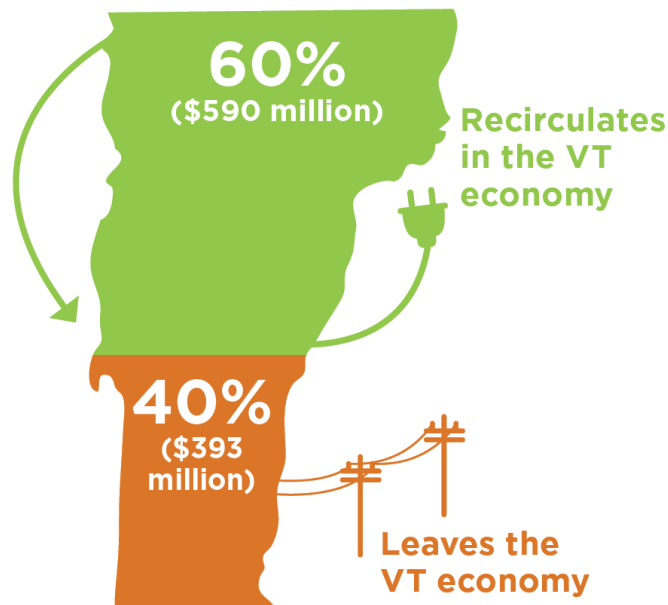 60%
($590 million)
Recirculates
in the VT
economy
40%
($393
million)
Leaves the
VT economy